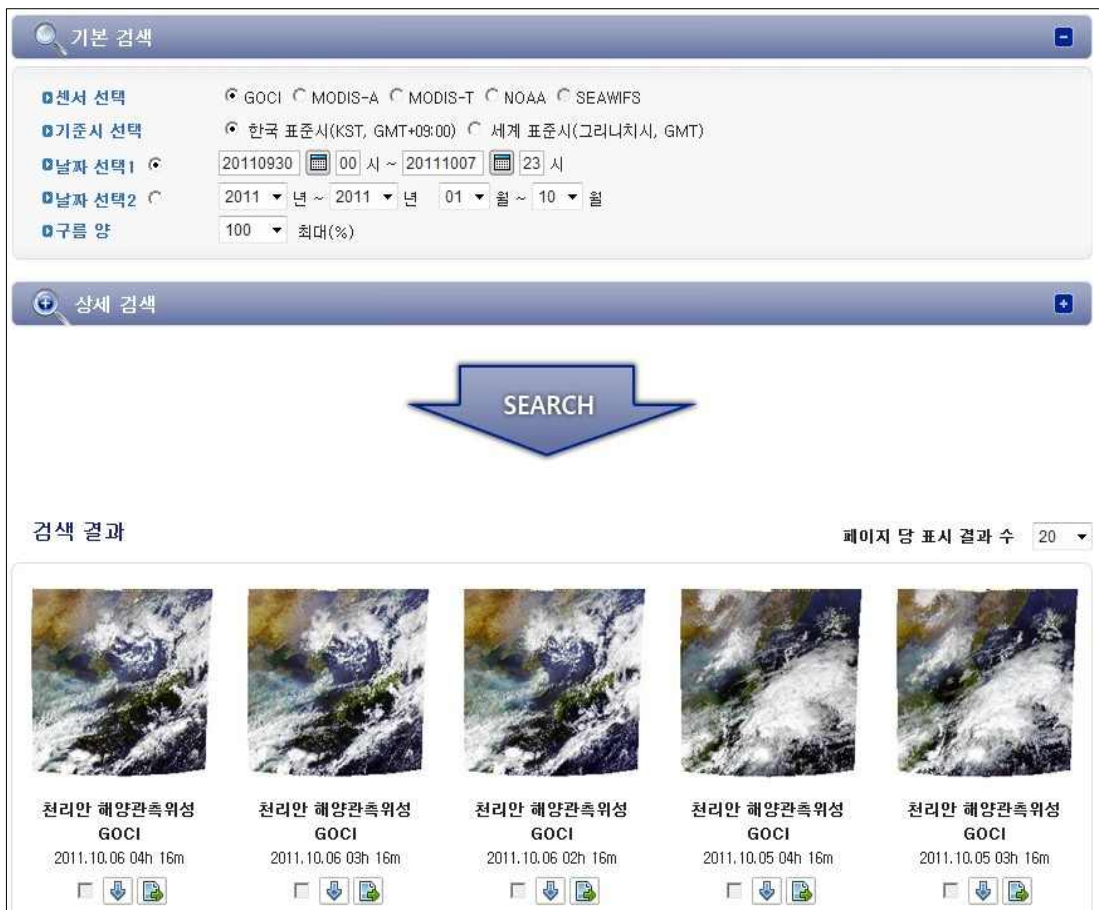 기본 검색
센서 선택 GOCI MODIS-A MODIS-T NOAA SEAWIFS
기준시 선택 한국 표준시(KST, GMT+09:00) 세계 표준시(그리니치시, GMT)
날짜 선택1 20110930 00 시 ~ 20111007 23 시
날짜 선택2 2011 년 ~ 2011 년 01 월 ~ 10 월
구름 양 100 최대(%)
상세 검색
SEARCH
검색 결과 페이지 당 표시 결과 수 20
천리안 해양관측위성 천리안 해양관측위성 천리안 해양관측위성 천리안 해양관측위성 천리안 해양관측위성
GOCI GOCI GOCI GOCI GOCI
2011.10.06 04h 16m 2011.10.06 03h 16m 2011.10.06 02h 16m 2011.10.05 04h 16m 2011.10.05 03h 16m